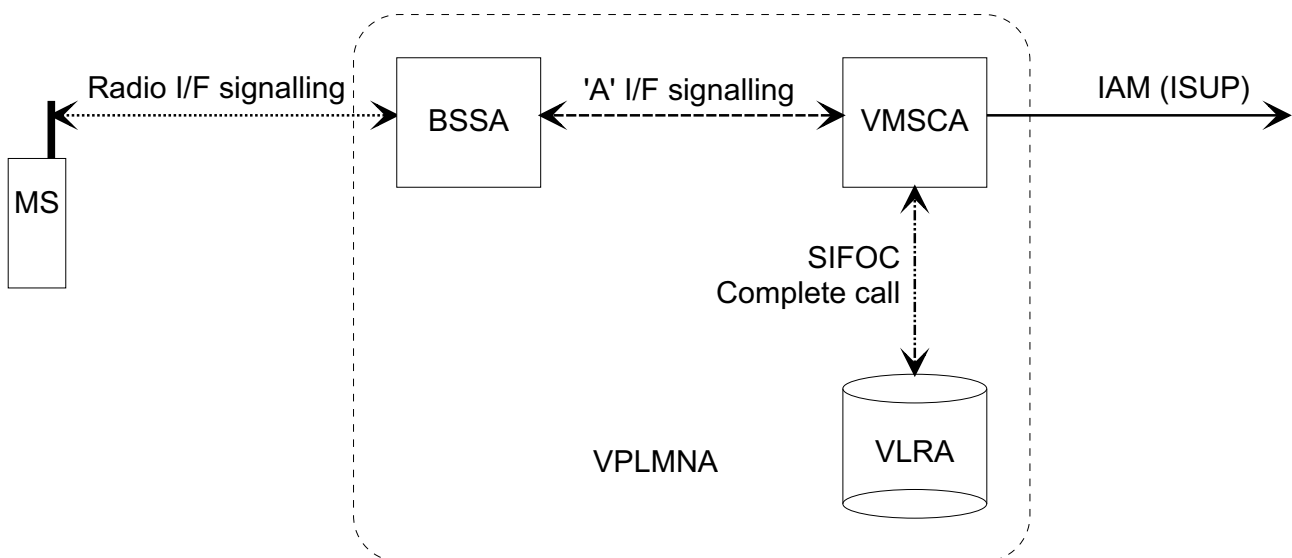 Radio I/F signalling
'A' I/F signalling
IAM (ISUP)
BSSA
VMSCA
MS
SIFOC
Complete call
VPLMNA
VLRA